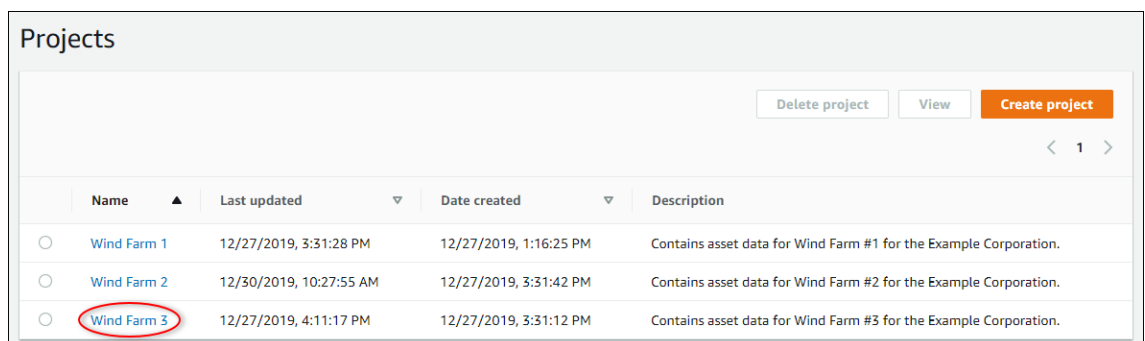 Projects
Delete project View Create project
1
Name Last updated Date created Description
Wind Farm 1 12/27/2019, 3:31:28 PM 12/27/2019, 1:16:25 PM Contains asset data for Wind Farm #1 for the Example Corporation.
Wind Farm 2 12/30/2019, 10:27:55 AM 12/27/2019, 3:31:42 PM Contains asset data for Wind Farm #2 for the Example Corporation.
Wind Farm 3 12/27/2019, 4:11:17 PM 12/27/2019, 3:31:12 PM Contains asset data for Wind Farm #3 for the Example Corporation.